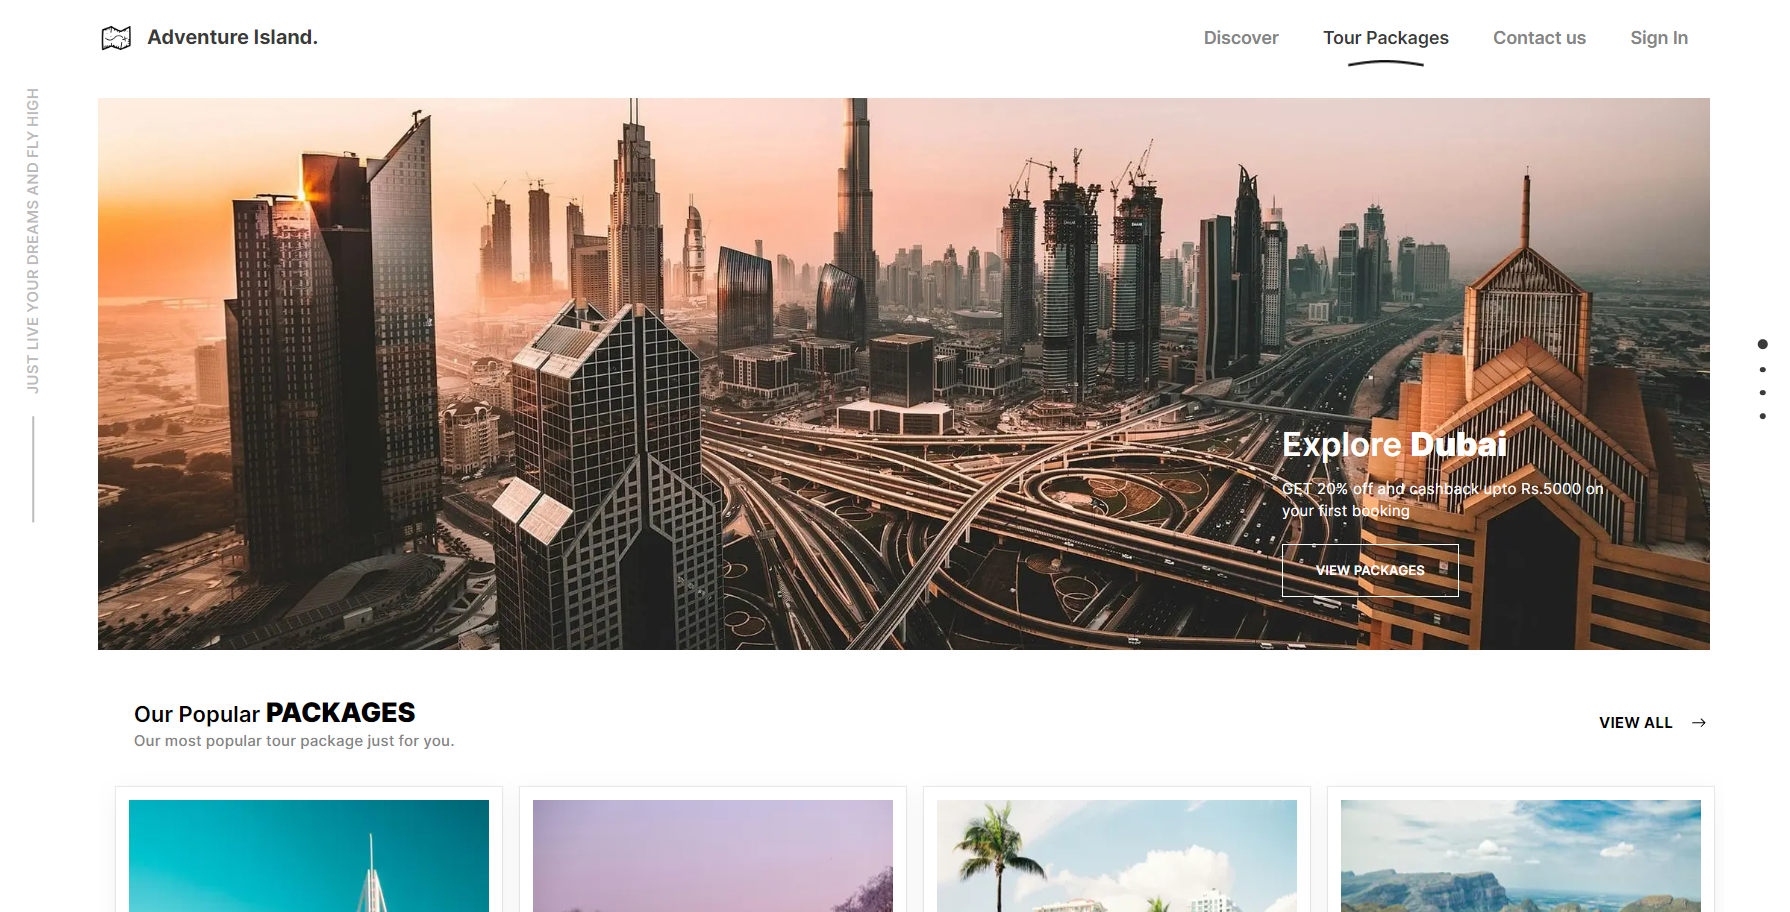 Adventure Island.
Discover
Tour Packages
Contact us
Sign In
JUST LIVE YOUR DREAMS AND FLY HIGH
Explore Dubai
GET 20% off and cashback upto Rs.5000 on
your first booking
VIEW PACKAGES
Our Popular PACKAGES
Our most popular tour package just for you.
VIEW ALL